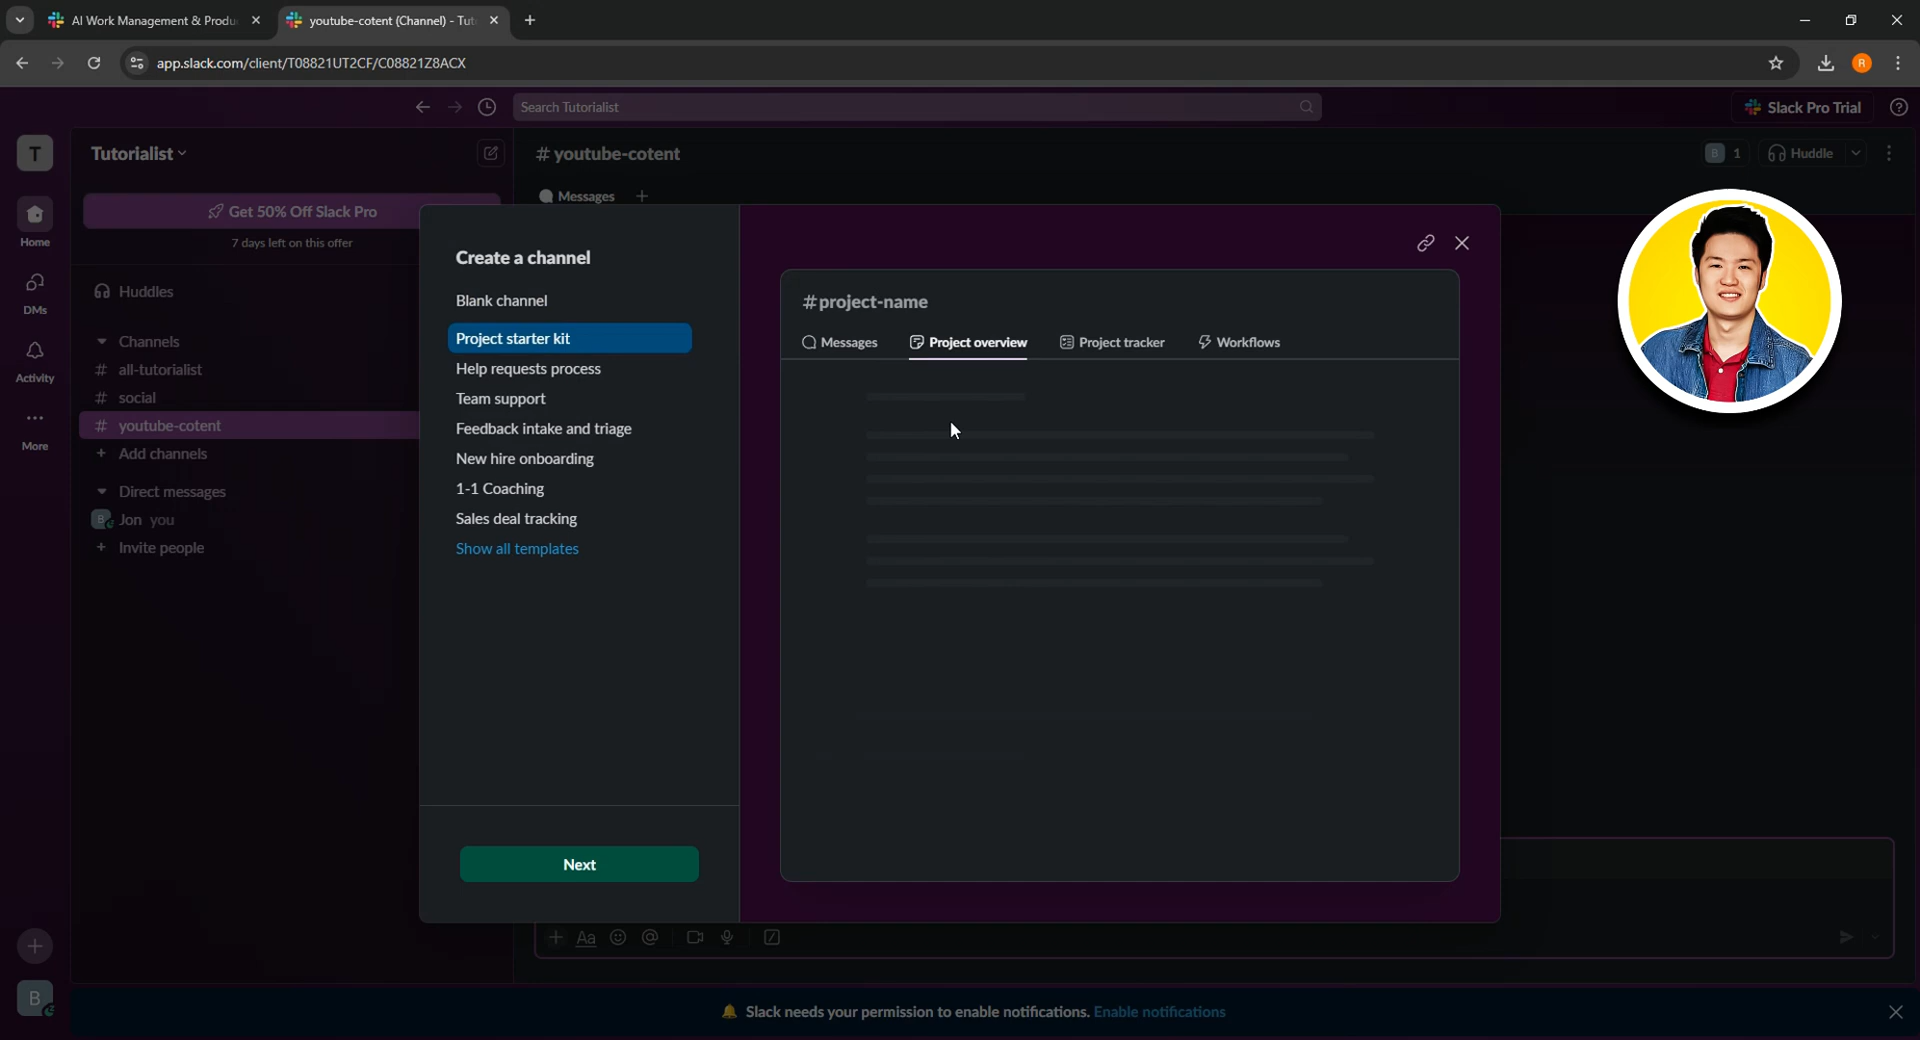 AI Work Management & Produ
youtube-cotent (Channel) - Tut
app.slack.com/client/T08821UT2CF/C08821Z8ACX
R
Search Tutorialist
Slack Pro Trial
T
Tutorialist
# youtube-cotent
B 1
Huddle
Messages
Get 50% Off Slack Pro
7 days left on this offer
Home
DMs
Activity
More
Huddles
Channels
# all-tutorialist
# social
# youtube-cotent
+ Add channels
Direct messages
B Jon you
+ Invite people
Create a channel
Blank channel
Project starter kit
Help requests process
Team support
Feedback intake and triage
New hire onboarding
1-1 Coaching
Sales deal tracking
Show all templates
Next
#project-name
Messages
Project overview
Project tracker
Workflows
Aa
B
Slack needs your permission to enable notifications. Enable notifications